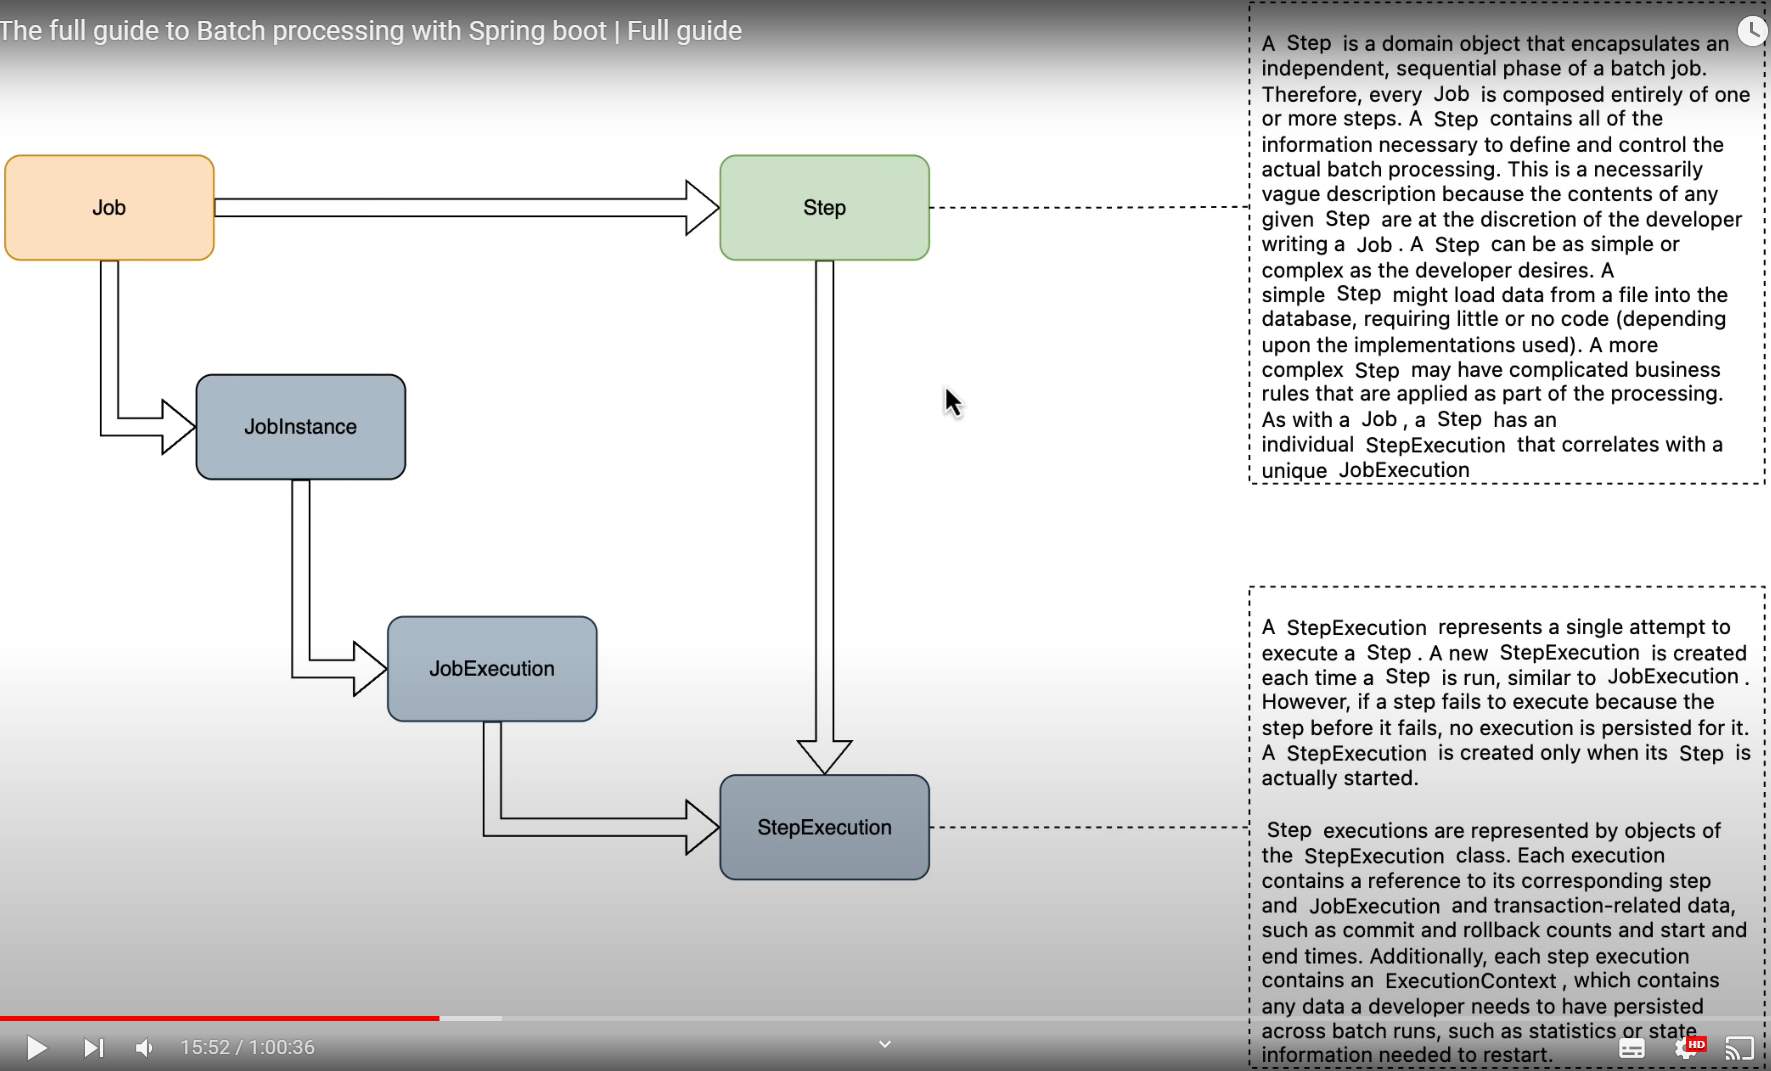 The full guide to Batch processing with Spring boot | Full guide
Job
Step
JobInstance
JobExecution
StepExecution
A Step is a domain object that encapsulates an
independent, sequential phase of a batch job.
Therefore, every Job is composed entirely of one
or more steps. A Step contains all of the
information necessary to define and control the
actual batch processing. This is a necessarily
vague description because the contents of any
given Step are at the discretion of the developer
writing a Job . A Step can be as simple or
complex as the developer desires. A
simple Step might load data from a file into the
database, requiring little or no code (depending
upon the implementations used). A more
complex Step may have complicated business
rules that are applied as part of the processing.
As with a Job , a Step has an
individual StepExecution that correlates with a
unique JobExecution
A StepExecution represents a single attempt to
execute a Step . A new StepExecution is created
each time a Step is run, similar to JobExecution .
However, if a step fails to execute because the
step before it fails, no execution is persisted for it.
A StepExecution is created only when its Step is
actually started.
Step executions are represented by objects of
the StepExecution class. Each execution
contains a reference to its corresponding step
and JobExecution and transaction-related data,
such as commit and rollback counts and start and
end times. Additionally, each step execution
contains an ExecutionContext , which contains
any data a developer needs to have persisted
across batch runs, such as statistics or state
information needed to restart.
15:52 / 1:00:36
HD